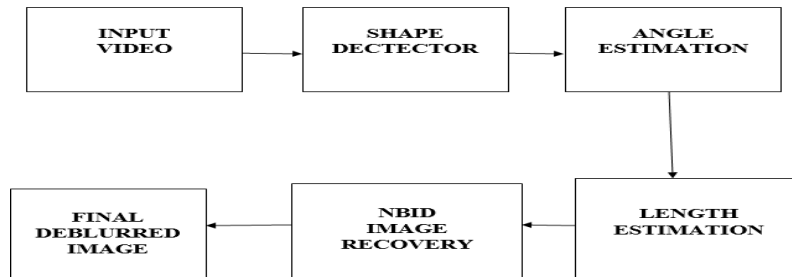 INPUT
VIDEO
SHAPE
DECTECTOR
ANGLE
ESTIMATION
LENGTH
ESTIMATION
NBID
IMAGE
RECOVERY
FINAL
DEBLURRED
IMAGE